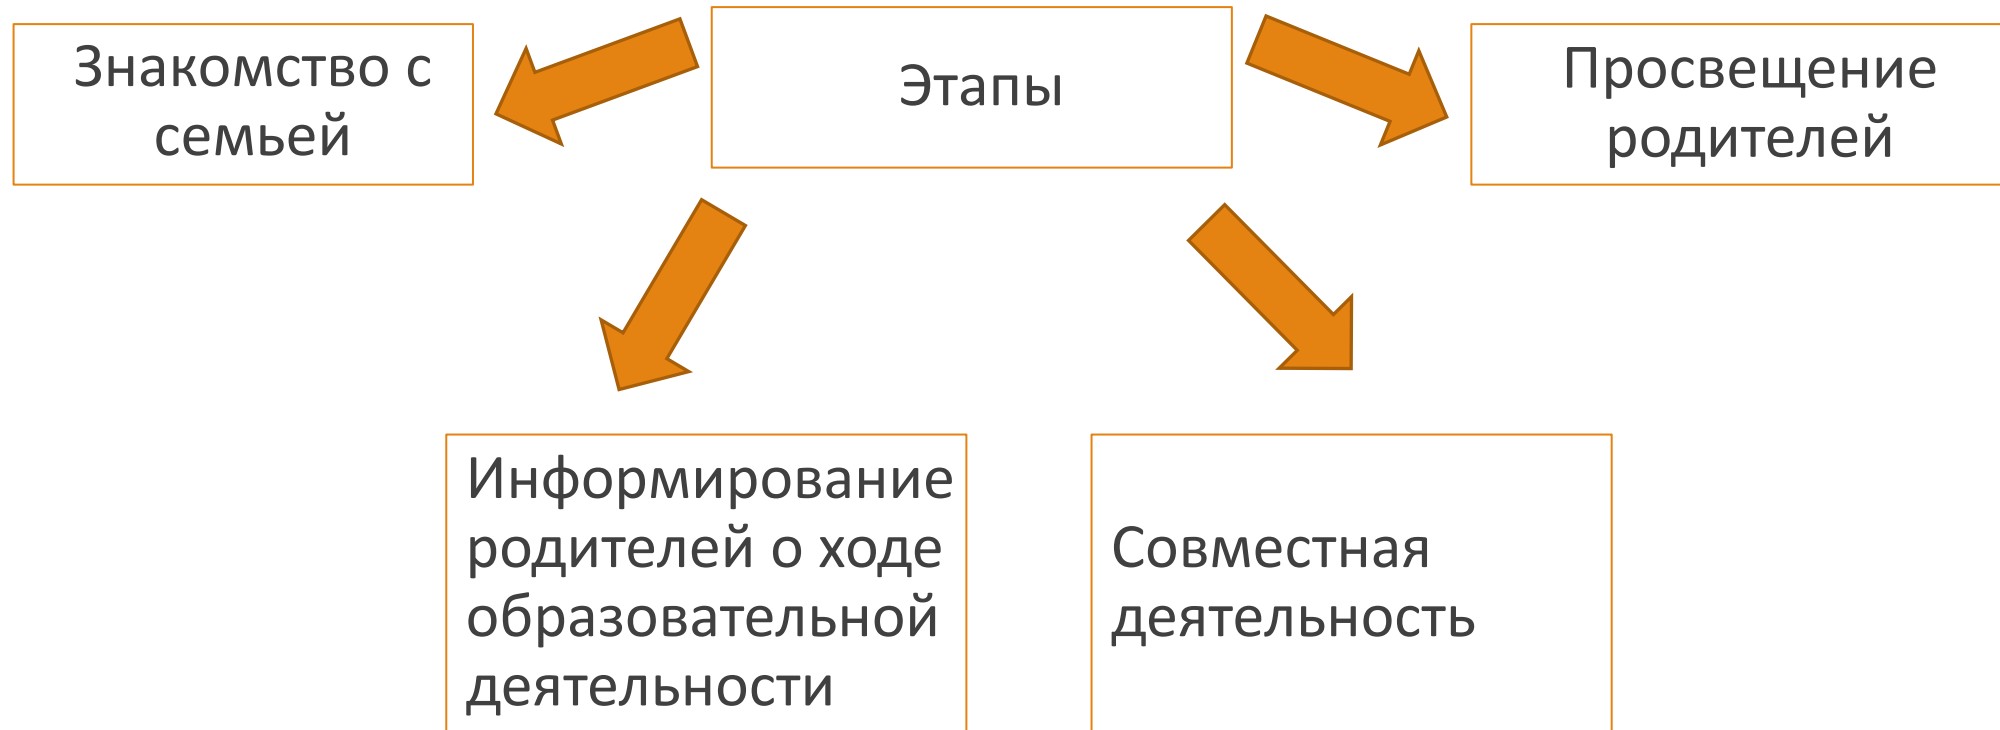 Знакомство с
семьей
Этапы
Просвещение
родителей
Информирование
родителей о ходе
образовательной
деятельности
Совместная
деятельность